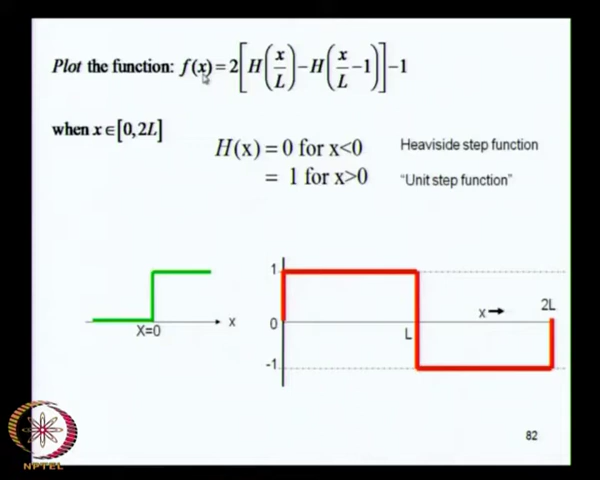 Plot the function: f(x)=2[H(x/L)−H(x/L−1)]−1
when x∈[0,2L]
H(x)=0 for x<0
= 1 for x>0
Heaviside step function
"Unit step function"
1
0
-1
X=0
x
L
x
2L
82
NPTEL